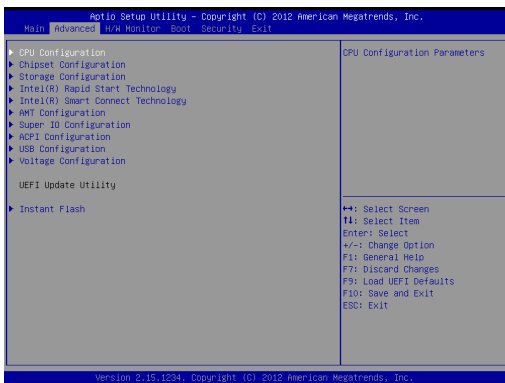 Aptio Setup Utility – Copyright (C) 2012 American Megatrends, Inc.
Main Advanced H/W Monitor Boot Security Exit
CPU Configuration
Chipset Configuration
Storage Configuration
Intel(R) Rapid Start Technology
Intel(R) Smart Connect Technology
AMT Configuration
Super IO Configuration
ACPI Configuration
USB Configuration
Voltage Configuration
UEFI Update Utility
Instant Flash
CPU Configuration Parameters
↔: Select Screen
↑↓: Select Item
Enter: Select
+/-: Change Option
F1: General Help
F7: Discard Changes
F9: Load UEFI Defaults
F10: Save and Exit
ESC: Exit
Version 2.15.1234. Copyright (C) 2012 American Megatrends, Inc.